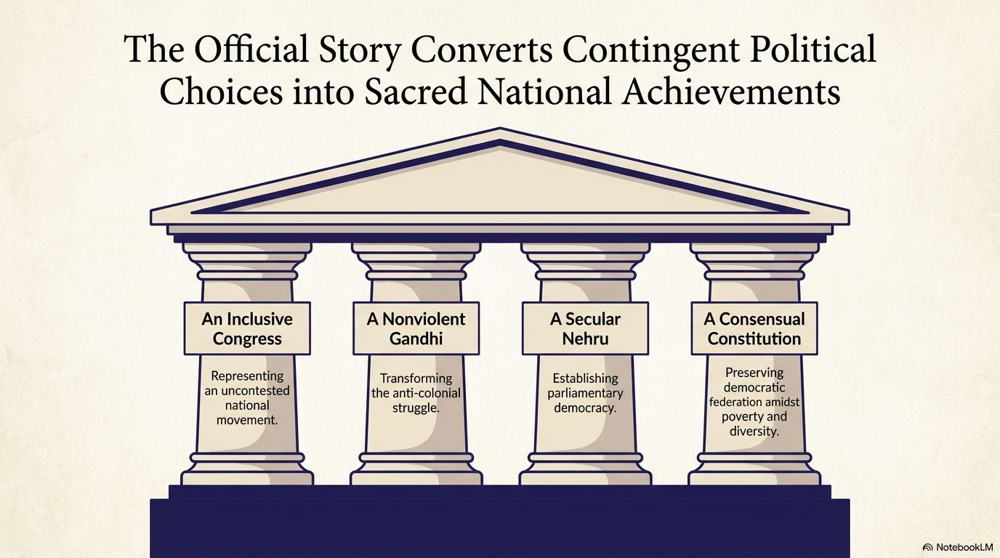 The Official Story Converts Contingent Political
Choices into Sacred National Achievements
An Inclusive
Congress
Representing
an uncontested
national
movement.
A Nonviolent
Gandhi
Transforming
the anti-colonial
struggle.
A Secular
Nehru
Establishing
parliamentary
democracy.
A Consensual
Constitution
Preserving
democratic
federation amidst
poverty and
diversity.
NotebookLM